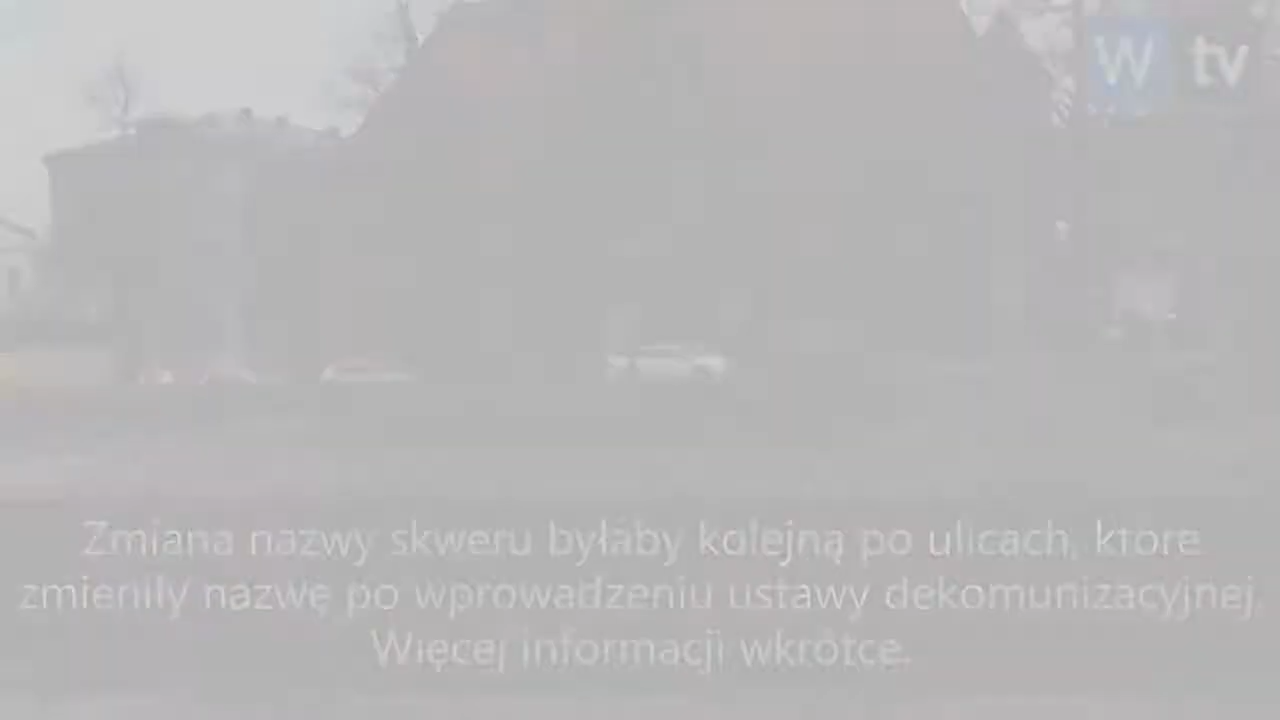 W tv
Zmiana nazwy skweru byłaby kolejną po ulicach, które
zmieniły nazwę po wprowadzeniu ustawy dekomunizacyjnej.
Więcej informacji wkrótce.